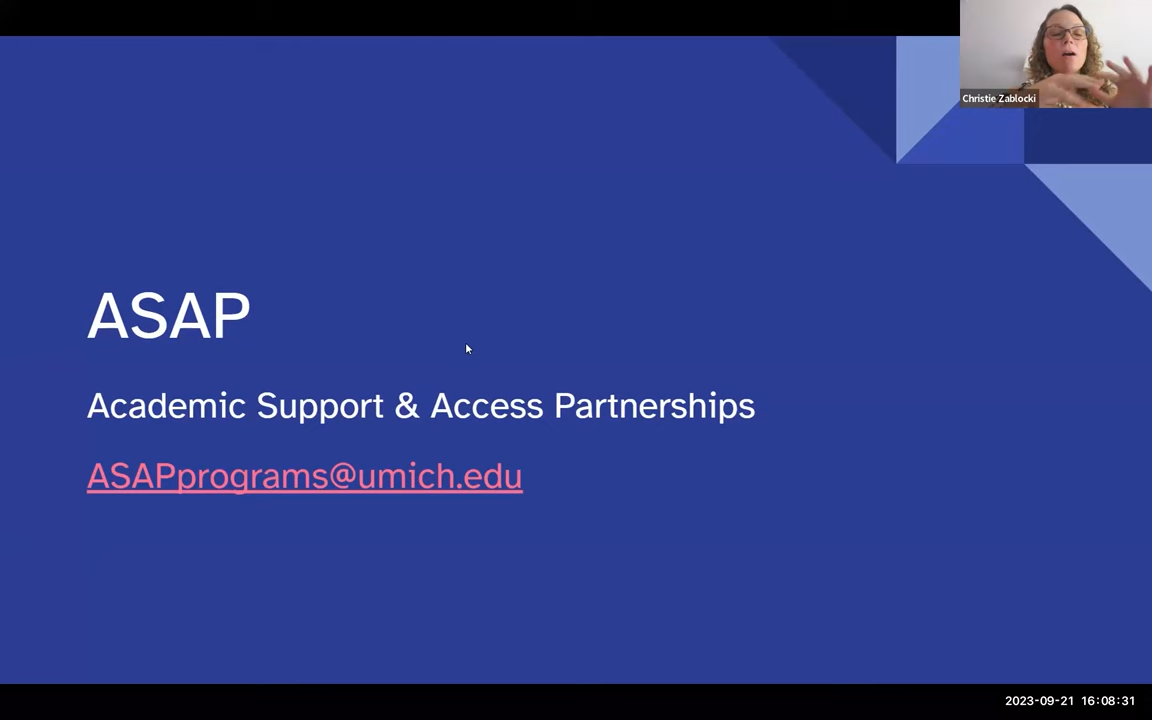 Christie Zablocki
ASAP
Academic Support & Access Partnerships
ASAPprograms@umich.edu
2023-09-21 16:08:31